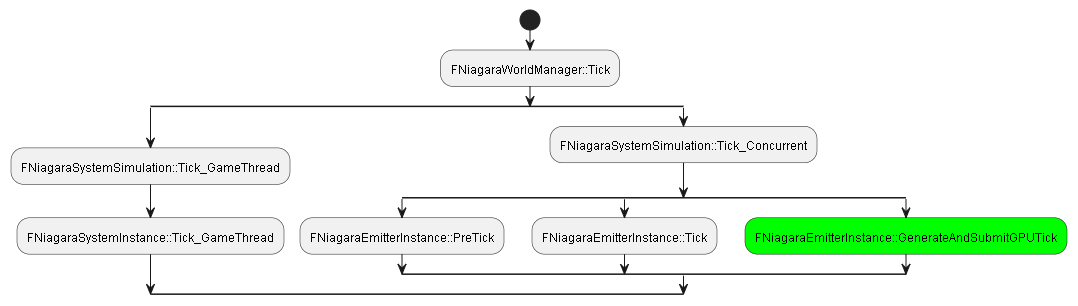 FNiagaraWorldManager::Tick
FNiagaraSystemSimulation::Tick_GameThread
FNiagaraSystemSimulation::Tick_Concurrent
FNiagaraSystemInstance::Tick_GameThread
FNiagaraEmitterInstance::PreTick
FNiagaraEmitterInstance::Tick
FNiagaraEmitterInstance::GenerateAndSubmitGPUTick